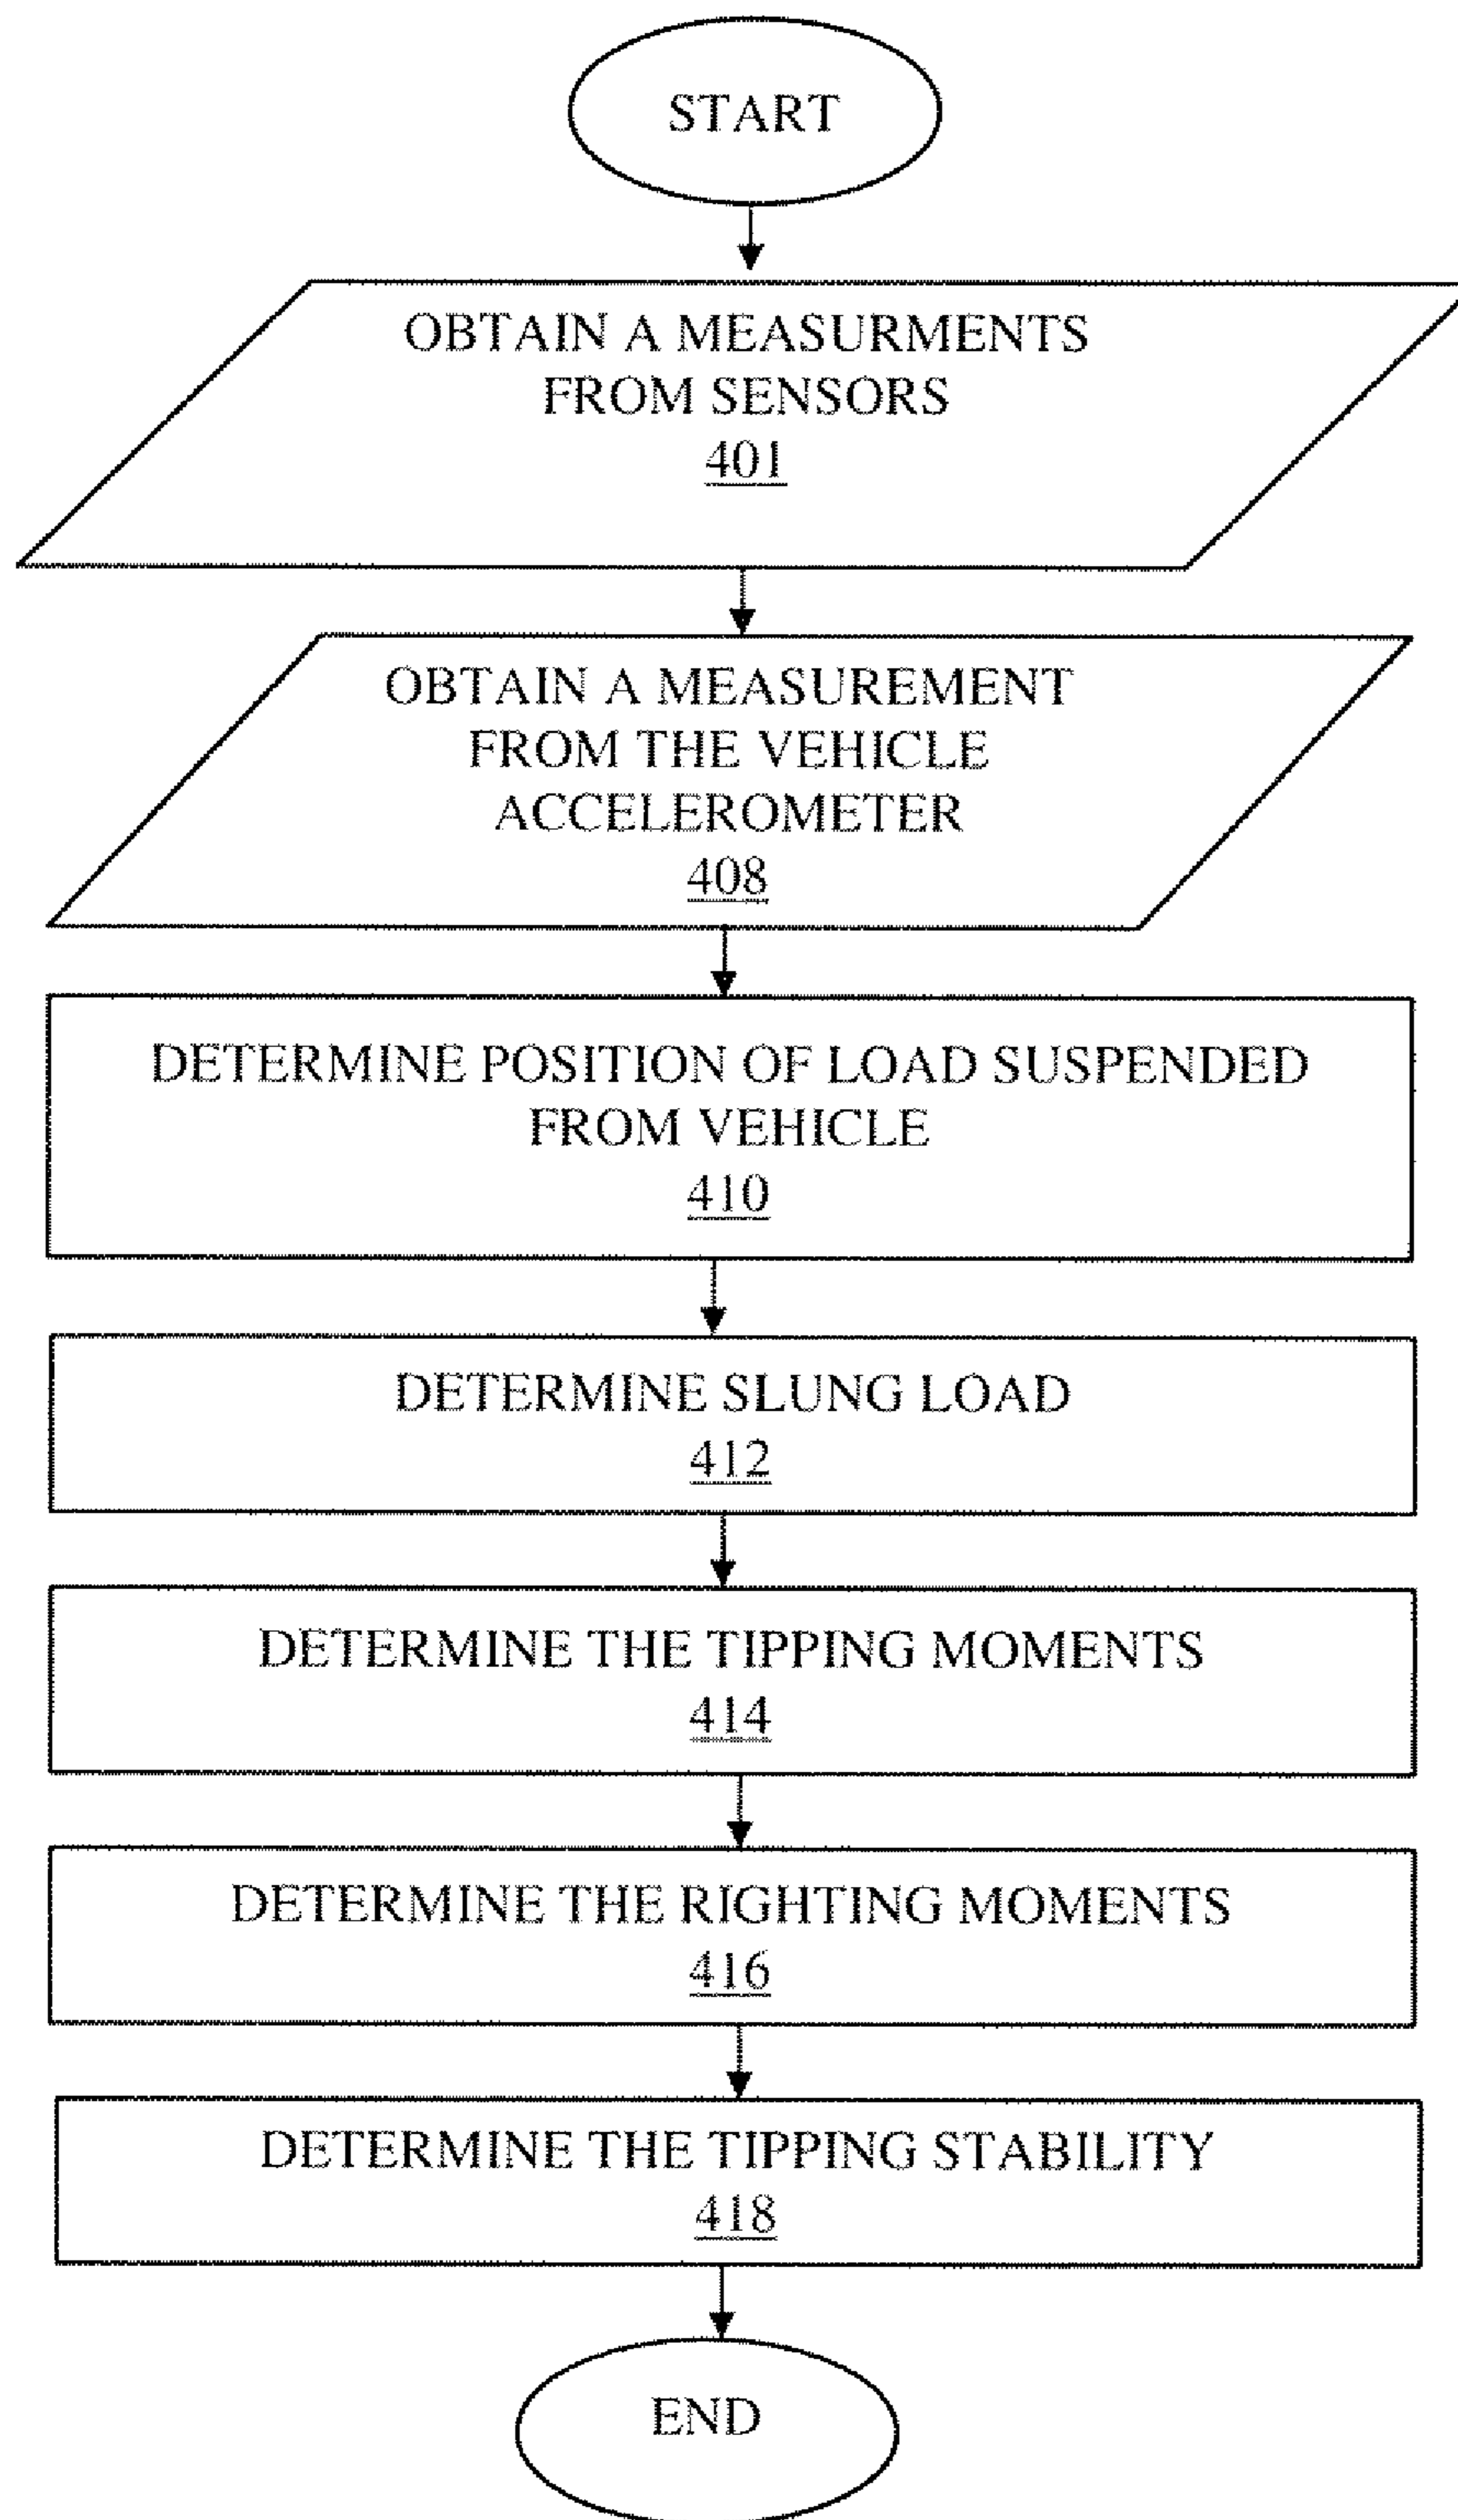 START
OBTAIN A MEASURMENTS
FROM SENSORS
401
OBTAIN A MEASUREMENT
FROM THE VEHICLE
ACCELEROMETER
408
DETERMINE POSITION OF LOAD SUSPENDED
FROM VEHICLE
410
DETERMINE SLUNG LOAD
412
DETERMINE THE TIPPING MOMENTS
414
DETERMINE THE RIGHTING MOMENTS
416
DETERMINE THE TIPPING STABILITY
418
END